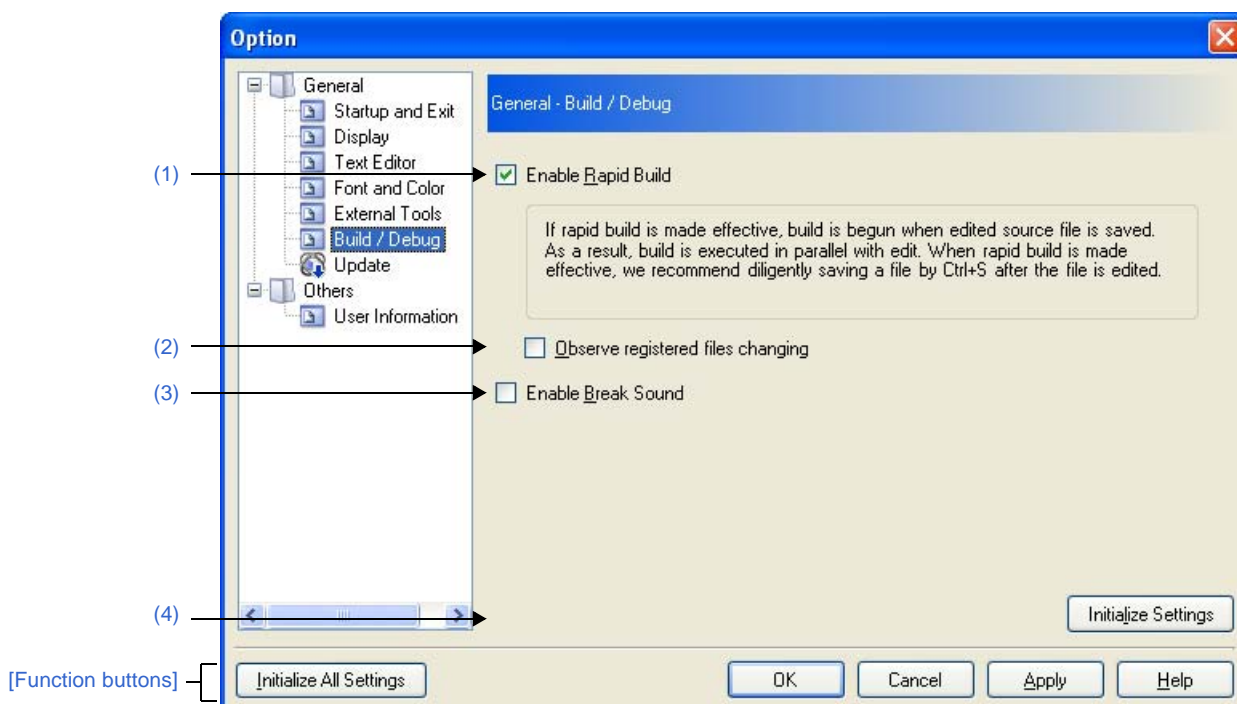 Option
General
Startup and Exit
Display
Text Editor
Font and Color
External Tools
Build / Debug
Update
Others
User Information
General - Build / Debug
(1)
Enable Rapid Build
If rapid build is made effective, build is begun when edited source file is saved.
As a result, build is executed in parallel with edit. When rapid build is made
effective, we recommend diligently saving a file by Ctrl+S after the file is edited.
(2)
Observe registered files changing
(3)
Enable Break Sound
(4)
Initialize Settings
[Function buttons]
Initialize All Settings
OK
Cancel
Apply
Help